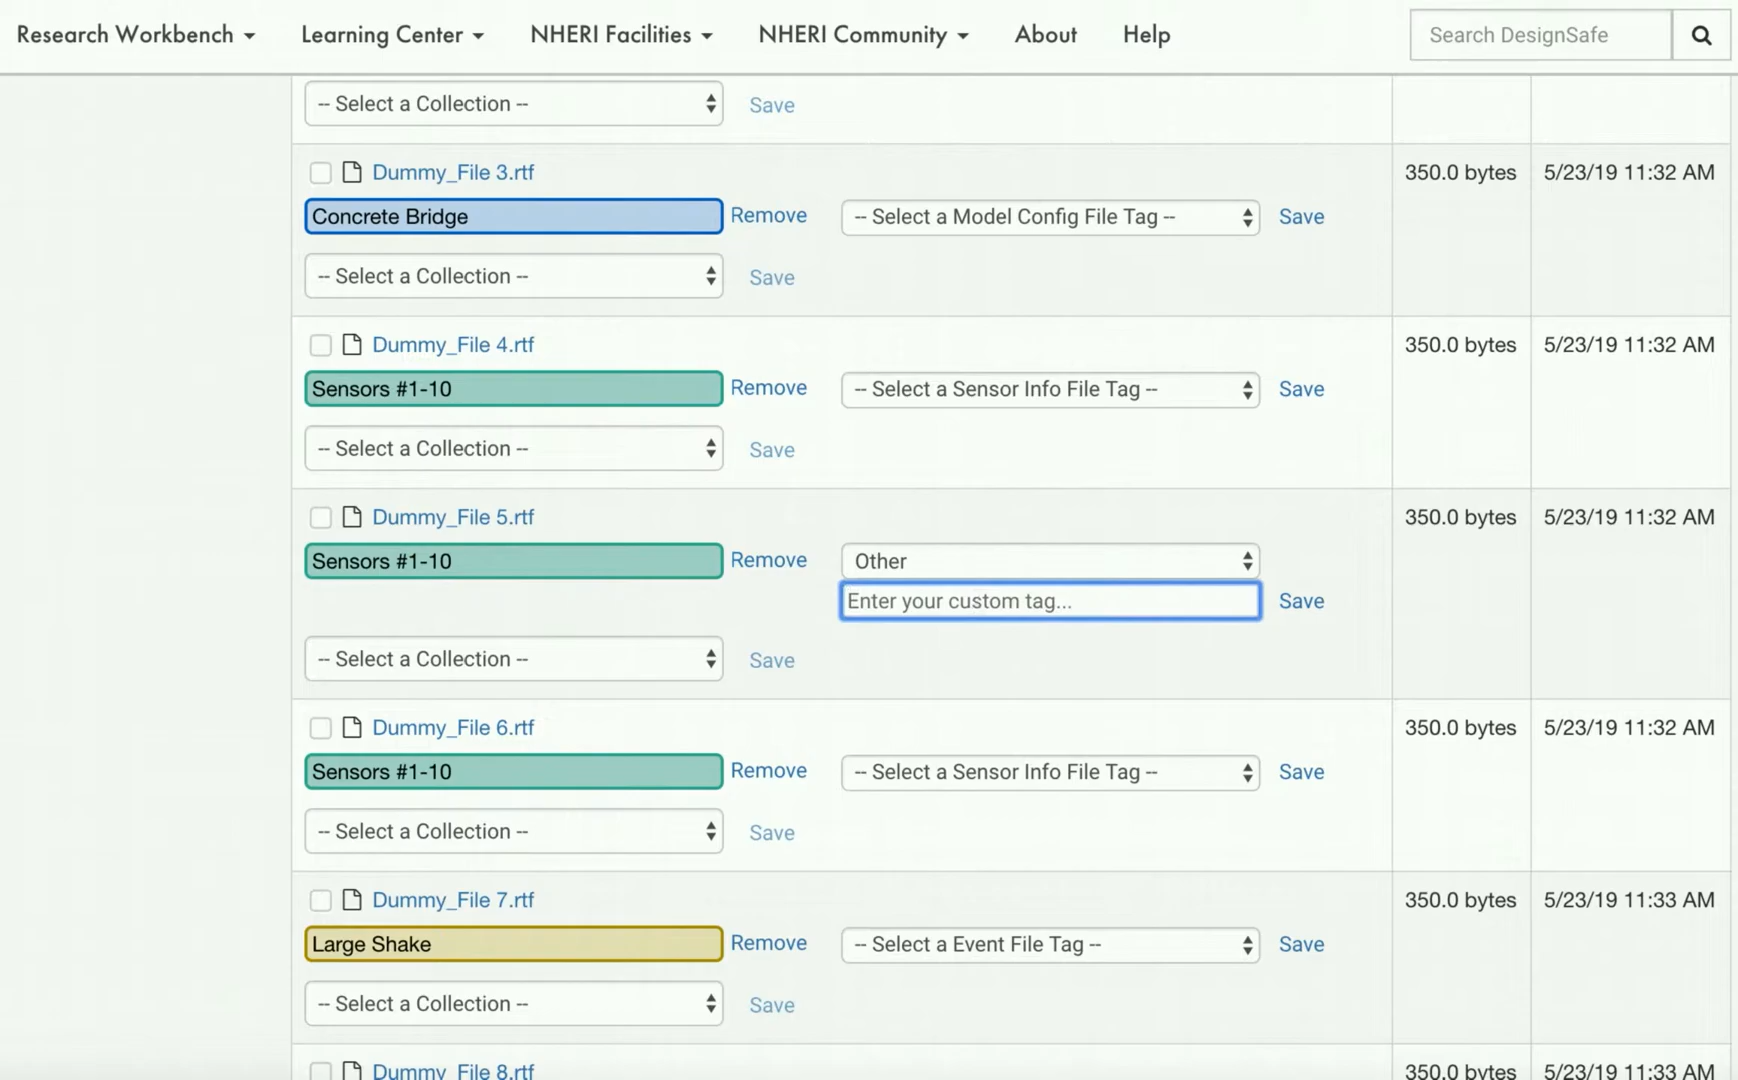 Research Workbench Learning Center NHERI Facilities NHERI Community About Help Search DesignSafe
-- Select a Collection -- Save
Dummy_File 3.rtf 350.0 bytes 5/23/19 11:32 AM
Concrete Bridge Remove -- Select a Model Config File Tag -- Save
-- Select a Collection -- Save
Dummy_File 4.rtf 350.0 bytes 5/23/19 11:32 AM
Sensors #1-10 Remove -- Select a Sensor Info File Tag -- Save
-- Select a Collection -- Save
Dummy_File 5.rtf 350.0 bytes 5/23/19 11:32 AM
Sensors #1-10 Remove Other
Enter your custom tag... Save
-- Select a Collection -- Save
Dummy_File 6.rtf 350.0 bytes 5/23/19 11:32 AM
Sensors #1-10 Remove -- Select a Sensor Info File Tag -- Save
-- Select a Collection -- Save
Dummy_File 7.rtf 350.0 bytes 5/23/19 11:33 AM
Large Shake Remove -- Select a Event File Tag -- Save
-- Select a Collection -- Save
Dummy_File 8.rtf 350.0 bytes 5/23/19 11:33 AM